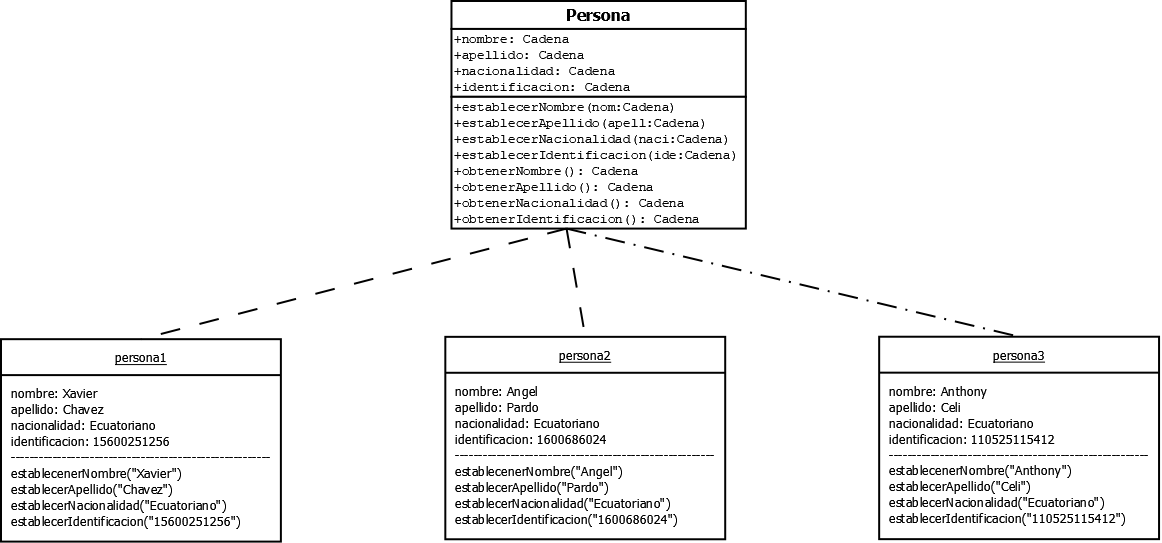 Persona
+nombre: Cadena
+apellido: Cadena
+nacionalidad: Cadena
+identificacion: Cadena
+establecerNombre(nom:Cadena)
+establecerApellido(apell:Cadena)
+establecerNacionalidad(naci:Cadena)
+establecerIdentificacion(ide:Cadena)
+obtenerNombre(): Cadena
+obtenerApellido(): Cadena
+obtenerNacionalidad(): Cadena
+obtenerIdentificacion(): Cadena
persona1
nombre: Xavier
apellido: Chavez
nacionalidad: Ecuatoriano
identificacion: 15600251256
establecenerNombre("Xavier")
establecerApellido("Chavez")
establecerNacionalidad("Ecuatoriano")
establecerIdentificacion("15600251256")
persona2
nombre: Angel
apellido: Pardo
nacionalidad: Ecuatoriano
identificacion: 1600686024
establecenerNombre("Angel")
establecerApellido("Pardo")
establecerNacionalidad("Ecuatoriano")
establecerIdentificacion("1600686024")
persona3
nombre: Anthony
apellido: Celi
nacionalidad: Ecuatoriano
identificacion: 110525115412
establecenerNombre("Anthony")
establecerApellido("Celi")
establecerNacionalidad("Ecuatoriano")
establecerIdentificacion("110525115412")